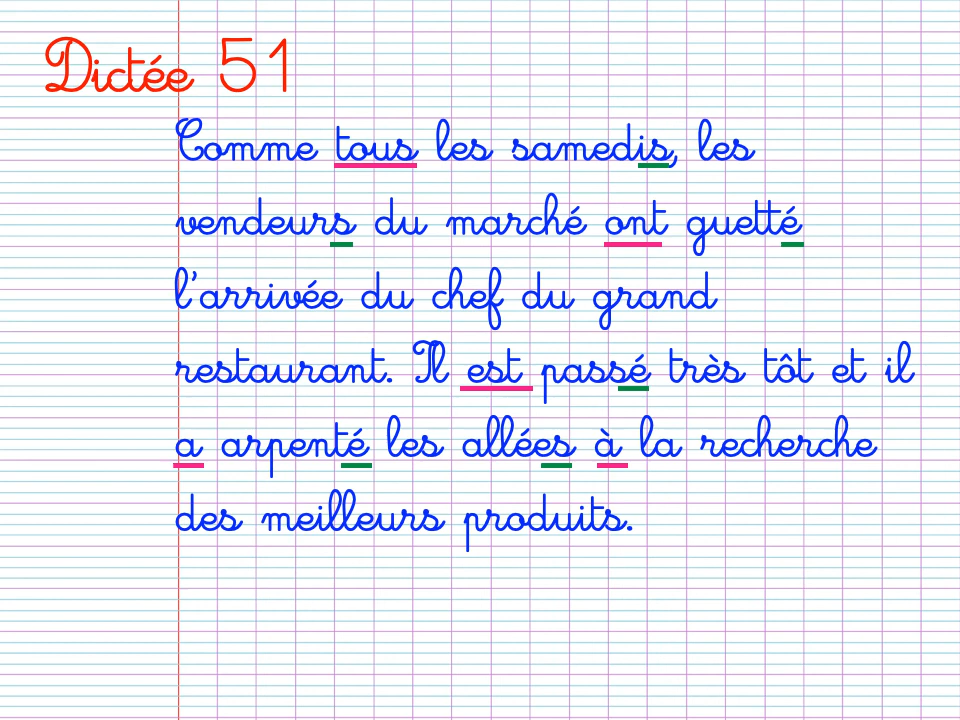 Dictée 51
Comme tous les samedis, les
vendeurs du marché ont guetté
l'arrivée du chef du grand
restaurant. Il est passé très tôt et il
a arpenté les allées à la recherche
des meilleurs produits.